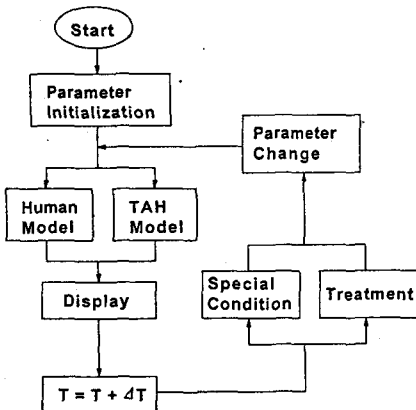 Start
Parameter
Initialization
Parameter
Change
Human
Model
TAH
Model
Display
Special
Condition
Treatment
T = T + ΔT